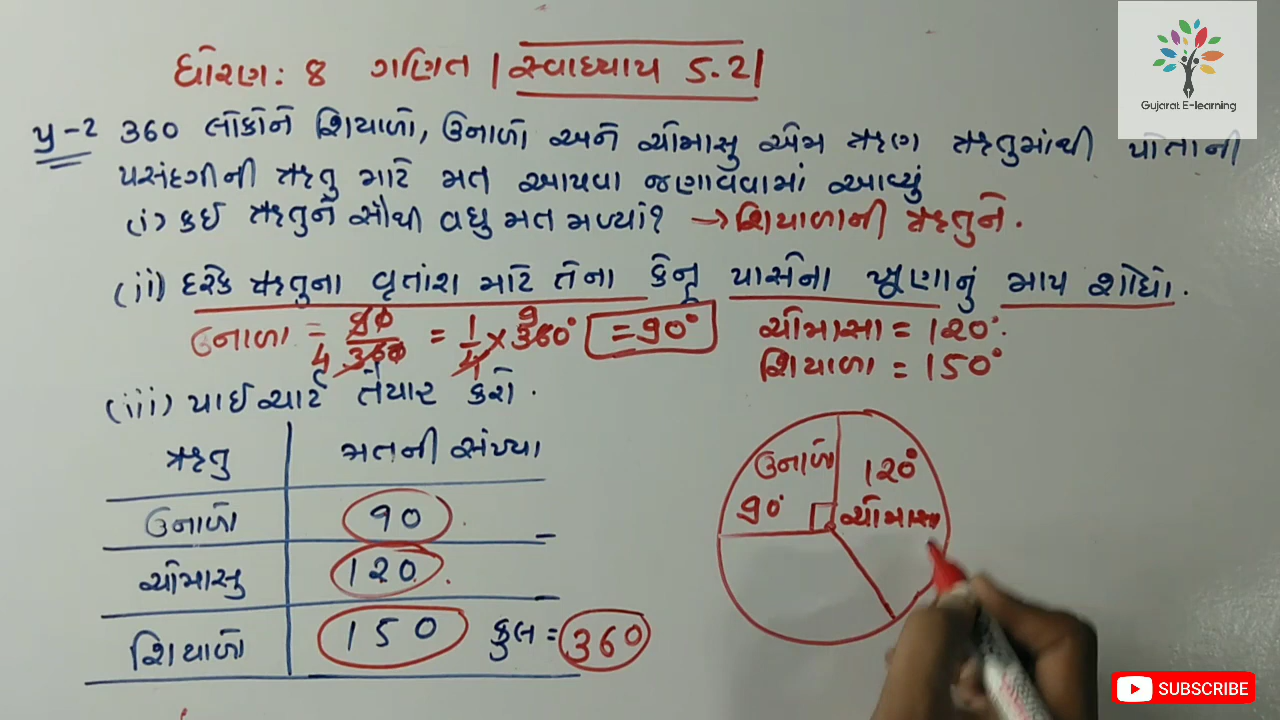 ધોરણ: 8 ગણિત | સ્વાધ્યાય 5.2 |
Gujarat E-learning
પ્ર-2 360 લોકોને શિયાળો, ઉનાળો અને ચોમાસુ એમ ત્રણ ઋતુમાંથી પોતાની
પસંદગીની ઋતુ માટે મત આપવા જણાવવામાં આવ્યું
(i) કઈ ઋતુને સૌથી વધુ મત મળ્યાં? → શિયાળાની ઋતુને.
(ii) દરેક ઋતુના વૃતાંશ માટે તેના કેન્દ્ર પાસેના ખૂણાનું માપ શોધો.
ઉનાળા = 90/360 4 = 1/4 × 360° 9 = 90° ચોમાસા = 120°.
શિયાળા = 150°
(iii) પાઈ ચાર્ટ તૈયાર કરો.
ઋતુ મતની સંખ્યા
ઉનાળો 90
ચોમાસુ 120
શિયાળો 150 કુલ = 360
ઉનાળો 120°
90° ચોમાસા
SUBSCRIBE